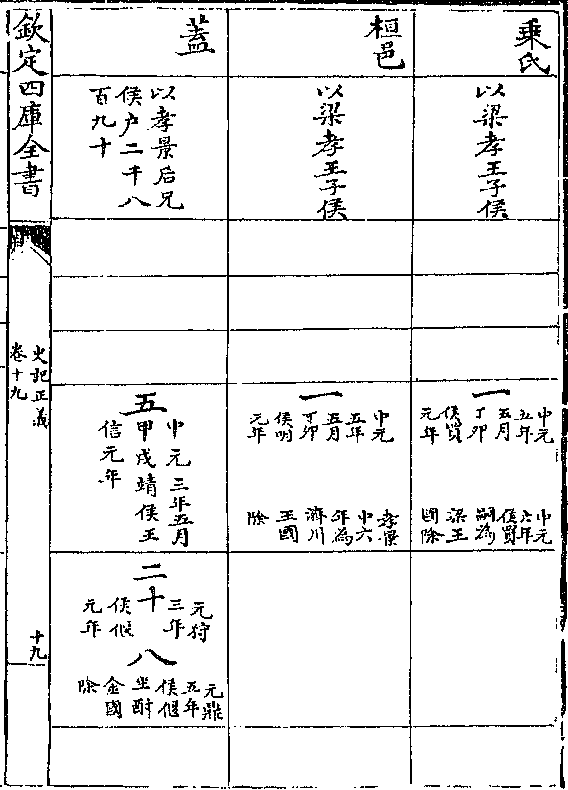 乘氏
以梁孝王子侯
一
中元
五年
五月
丁卯
侯買
元年
中元
六年
侯買
嗣為
梁王
國除
桓邑
以梁孝王子侯
一
中元
五年
五月
丁卯
侯明
元年
孝景
中六
年為
濟川
王國
除
蓋
以孝景后兄
侯户二千八
百九十
五
中元三年五月
甲戌靖侯王
信元年
二十
元狩
三年
侯偃
元年
八
元鼎
五年
侯偃
坐酎
金國
除
欽定四庫全書
史記正義
卷十九
十九